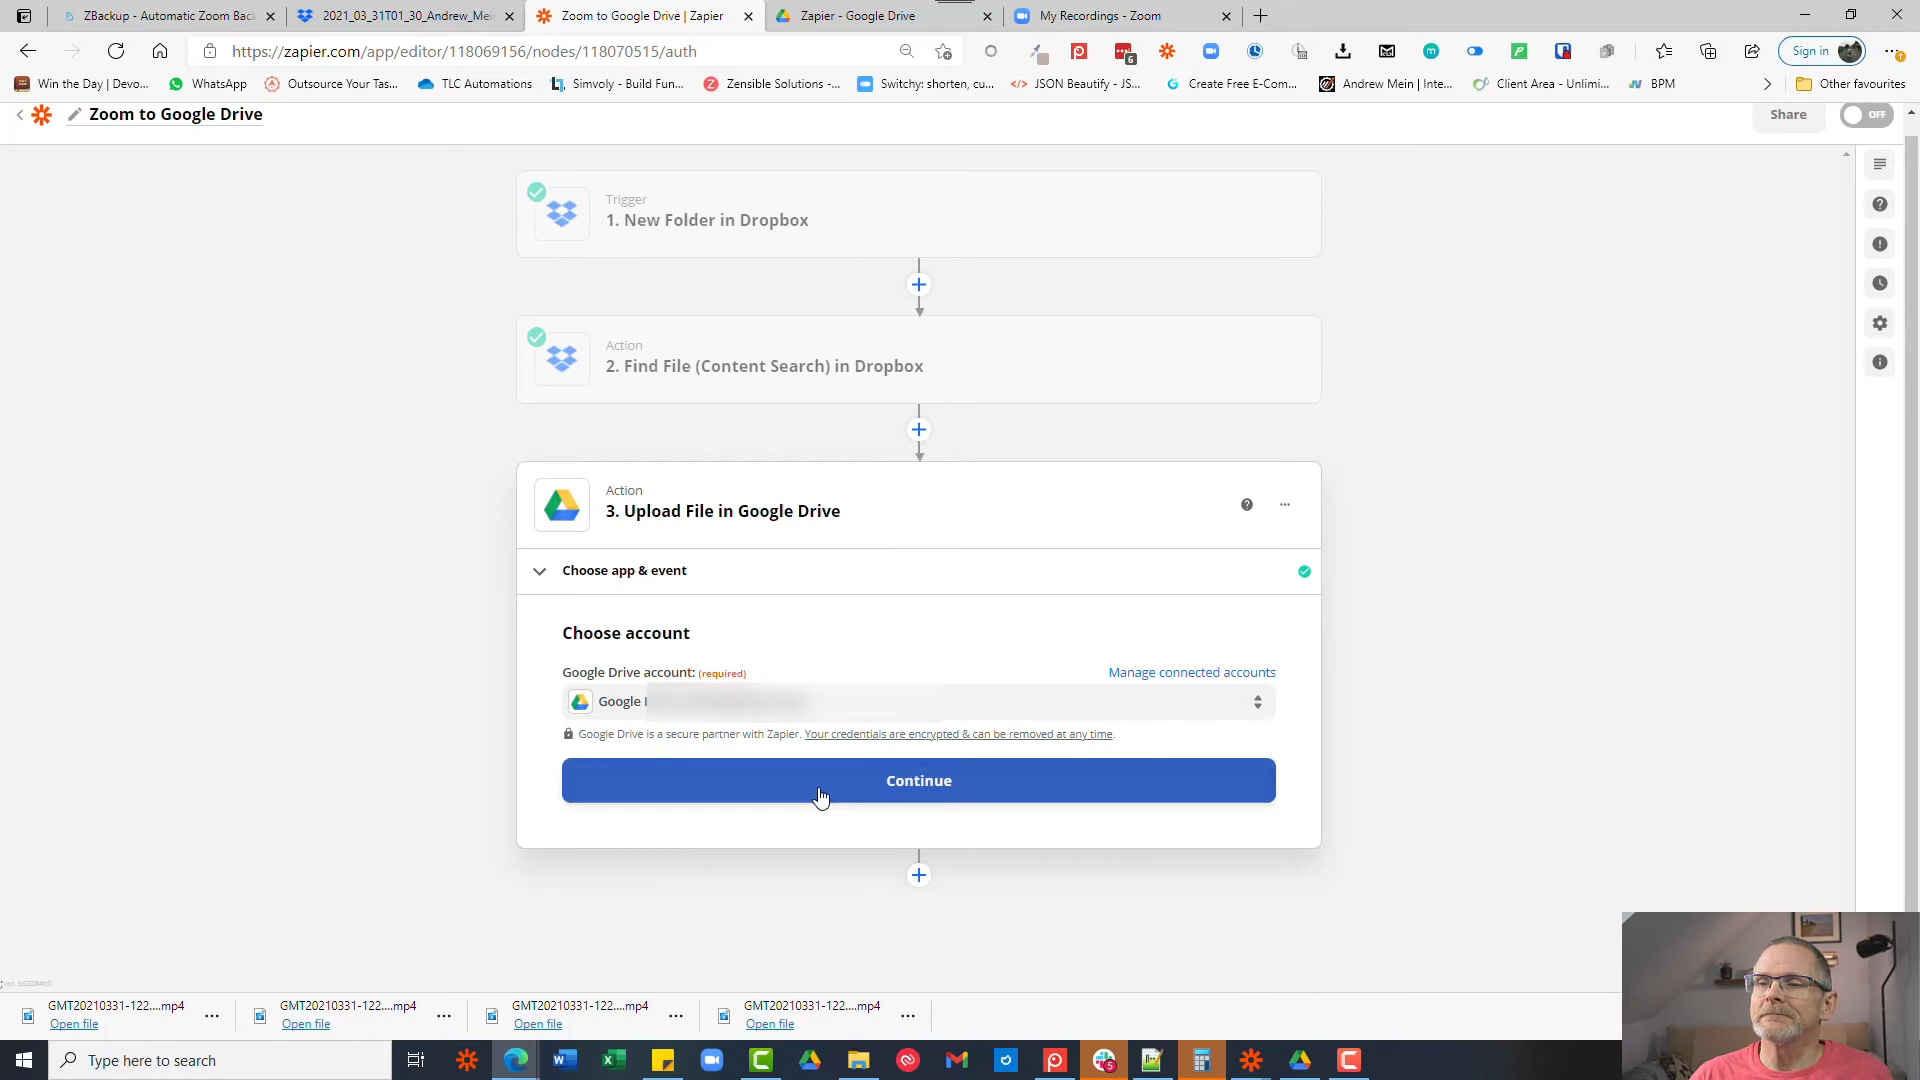 ZBackup - Automatic Zoom Back
2021_03_31T01_30_Andrew_Mei
Zoom to Google Drive | Zapier
Zapier - Google Drive
My Recordings - Zoom
https://zapier.com/app/editor/118069156/nodes/118070515/auth
6
Sign in
Win the Day | Devo...
WhatsApp
Outsource Your Tas...
TLC Automations
Simvoly - Build Fun...
Zensible Solutions -...
Switchy: shorten, cu...
JSON Beautify - JS...
Create Free E-Com...
Andrew Mein | Inte...
Client Area - Unlimi...
BPM
Other favourites
Zoom to Google Drive
Share
OFF
Trigger
1. New Folder in Dropbox
Action
2. Find File (Content Search) in Dropbox
Action
3. Upload File in Google Drive
Choose app & event
Choose account
Google Drive account: (required)
Manage connected accounts
Google
Google Drive is a secure partner with Zapier. Your credentials are encrypted & can be removed at any time.
Continue
GMT20210331-122....mp4
Open file
GMT20210331-122....mp4
Open file
GMT20210331-122....mp4
Open file
GMT20210331-122....mp4
Open file
Type here to search
5